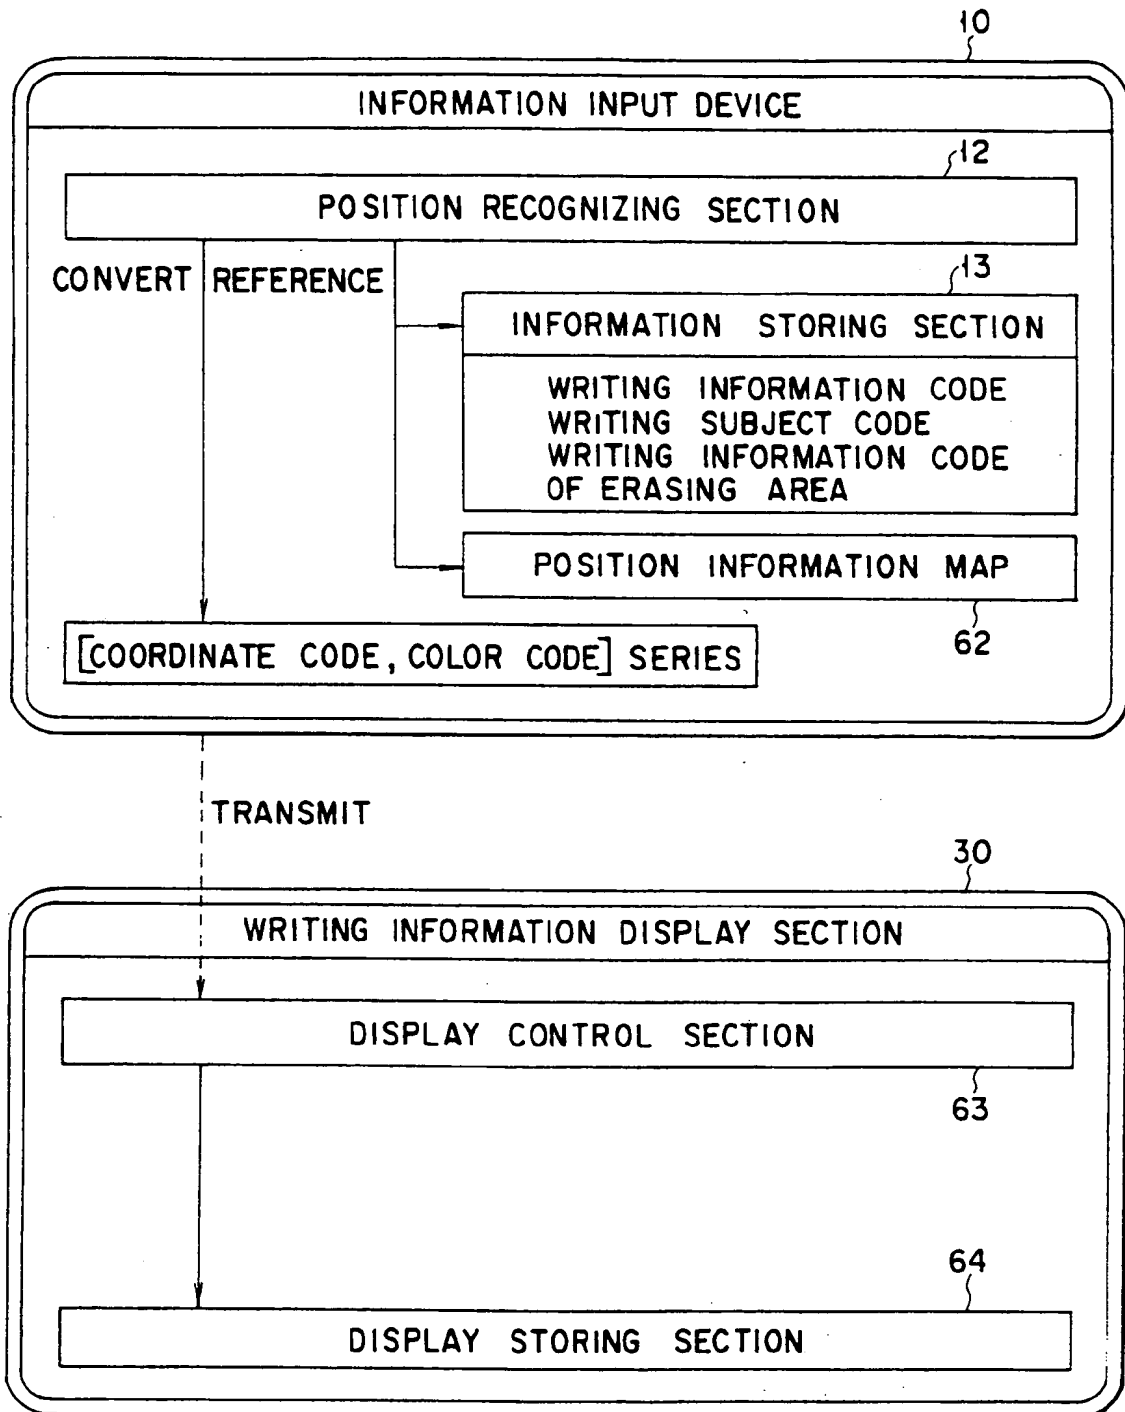 10
INFORMATION INPUT DEVICE
12
POSITION RECOGNIZING SECTION
CONVERT REFERENCE
13
INFORMATION STORING SECTION
WRITING INFORMATION CODE
WRITING SUBJECT CODE
WRITING INFORMATION CODE
OF ERASING AREA
POSITION INFORMATION MAP
62
[COORDINATE CODE, COLOR CODE] SERIES
TRANSMIT
30
WRITING INFORMATION DISPLAY SECTION
DISPLAY CONTROL SECTION
63
64
DISPLAY STORING SECTION